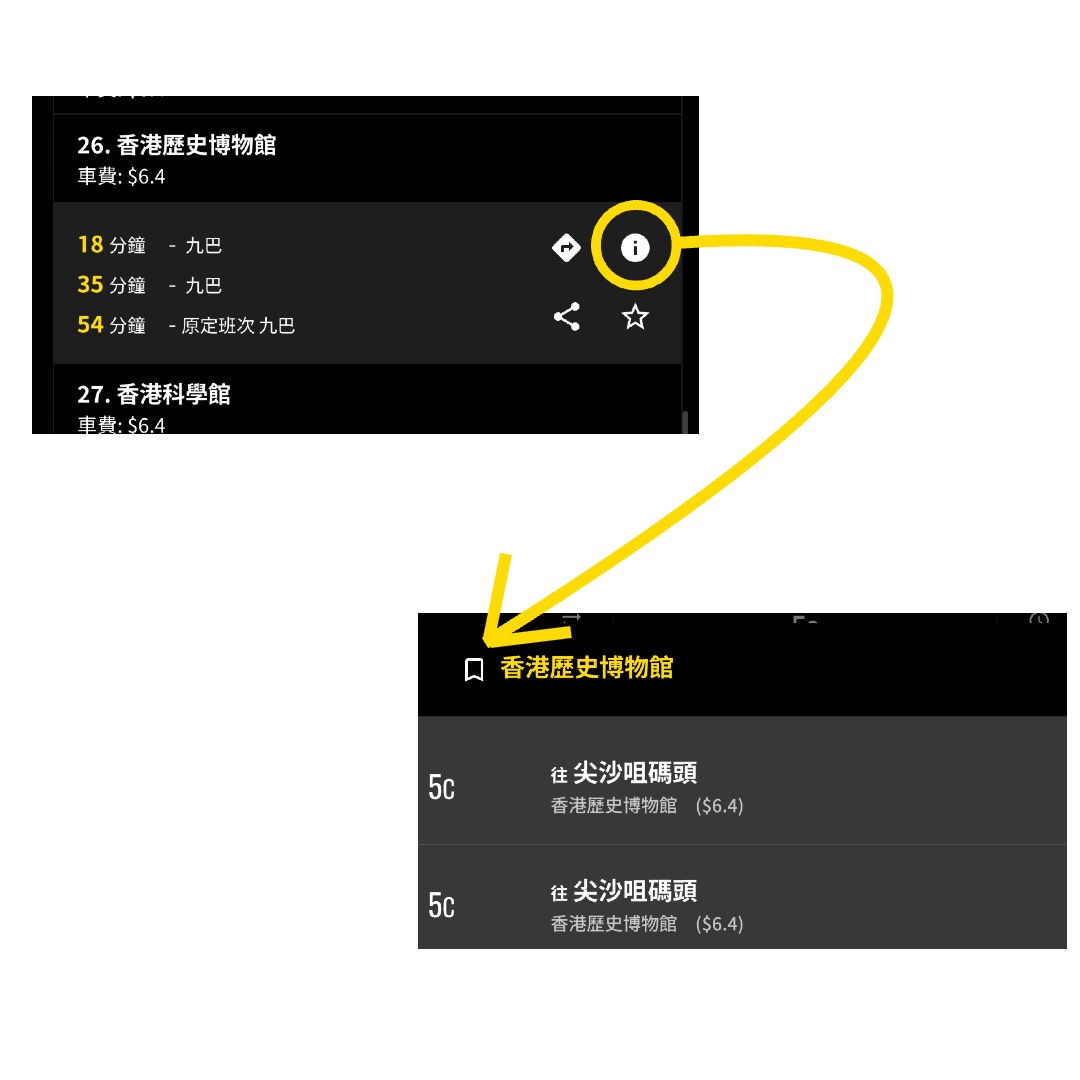 26. 香港歷史博物館
車費: $6.4
18 分鐘 - 九巴
35 分鐘 - 九巴
54 分鐘 - 原定班次 九巴
27. 香港科學館
車費: $6.4
香港歷史博物館
5C 往 尖沙咀碼頭
香港歷史博物館 ($6.4)
5C 往 尖沙咀碼頭
香港歷史博物館 ($6.4)